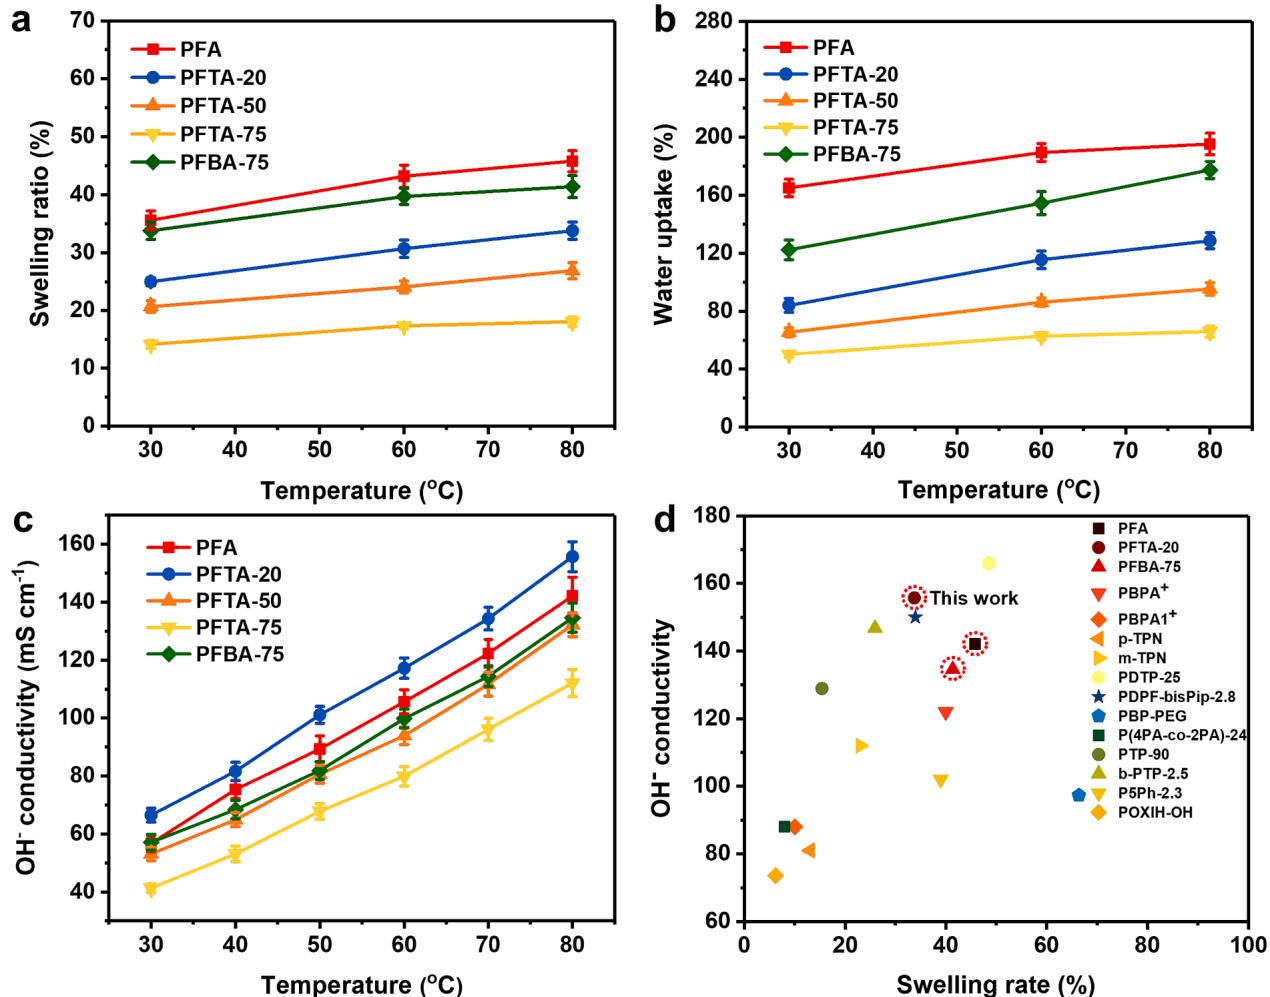 a
70
60
50
40
30
20
10
0
Swelling ratio (%)
PFA
PFTA-20
PFTA-50
PFTA-75
PFBA-75
30 40 50 60 70 80
Temperature (°C)
b
280
240
200
160
120
80
40
0
Water uptake (%)
PFA
PFTA-20
PFTA-50
PFTA-75
PFBA-75
30 40 50 60 70 80
Temperature (°C)
c
160
140
120
100
80
60
40
OH⁻ conductivity (mS cm⁻¹)
PFA
PFTA-20
PFTA-50
PFTA-75
PFBA-75
30 40 50 60 70 80
Temperature (°C)
d
180
160
140
120
100
80
60
OH⁻ conductivity
This work
PFA
PFTA-20
PFBA-75
PBPA⁺
PBPA1⁺
p-TPN
m-TPN
PDTP-25
PDPF-bisPip-2.8
PBP-PEG
P(4PA-co-2PA)-24
PTP-90
b-PTP-2.5
P5Ph-2.3
POXIH-OH
0 20 40 60 80 100
Swelling rate (%)